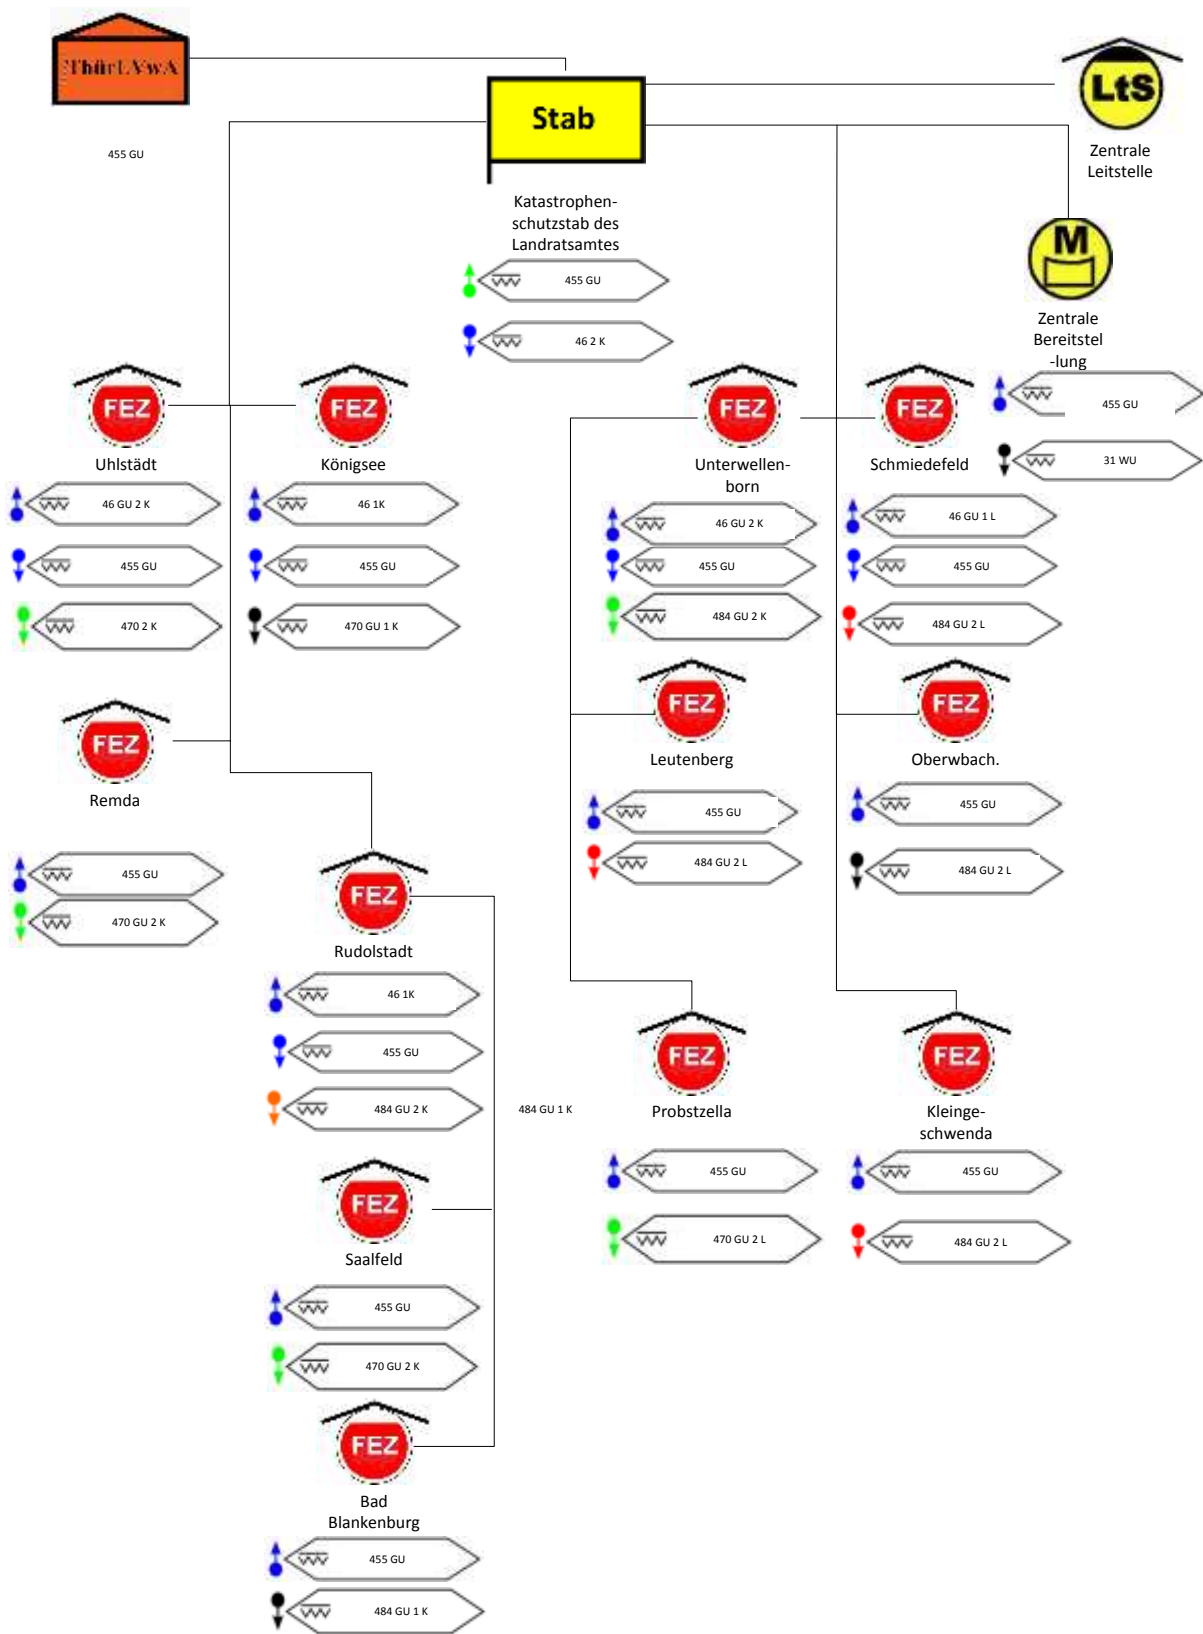 ThürLVwA
455 GU
Stab
LtS
Zentrale
Leitstelle
Katastrophen-
schutzstab des
Landratsamtes
455 GU
46 2 K
M
Zentrale
Bereitstel
-lung
455 GU
31 WU
FEZ
Uhlstädt
46 GU 2 K
455 GU
470 2 K
FEZ
Königsee
46 1K
455 GU
470 GU 1 K
FEZ
Unterwellen-
born
46 GU 2 K
455 GU
484 GU 2 K
FEZ
Schmiedefeld
46 GU 1 L
455 GU
484 GU 2 L
FEZ
Remda
455 GU
470 GU 2 K
FEZ
Leutenberg
455 GU
484 GU 2 L
FEZ
Oberwbach.
455 GU
484 GU 2 L
FEZ
Rudolstadt
46 1K
455 GU
484 GU 2 K
484 GU 1 K
FEZ
Probstzella
455 GU
470 GU 2 L
FEZ
Kleinge-
schwenda
455 GU
484 GU 2 L
FEZ
Saalfeld
455 GU
470 GU 2 K
FEZ
Bad
Blankenburg
455 GU
484 GU 1 K